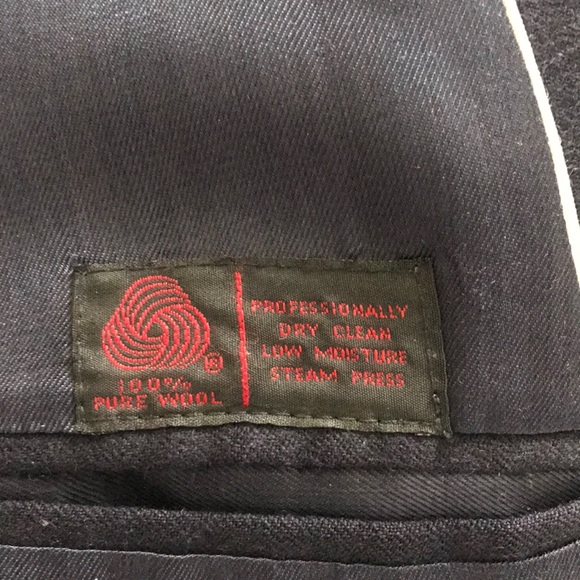 100%
PURE WOOL
PROFESSIONALLY
DRY CLEAN
LOW MOISTURE
STEAM PRESS